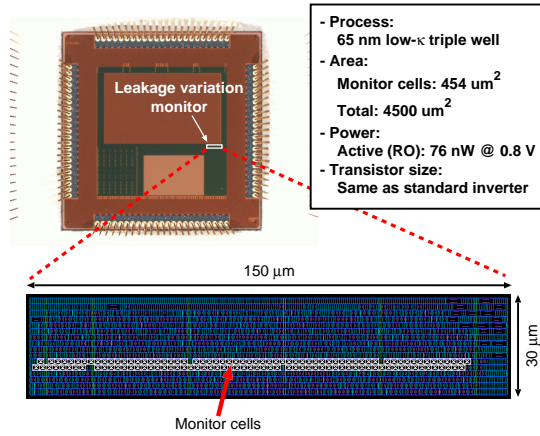 Leakage variation
monitor
- Process:
65 nm low-κ triple well
- Area:
Monitor cells: 454 um²
Total: 4500 um²
- Power:
Active (RO): 76 nW @ 0.8 V
- Transistor size:
Same as standard inverter
150 μm
30 μm
Monitor cells